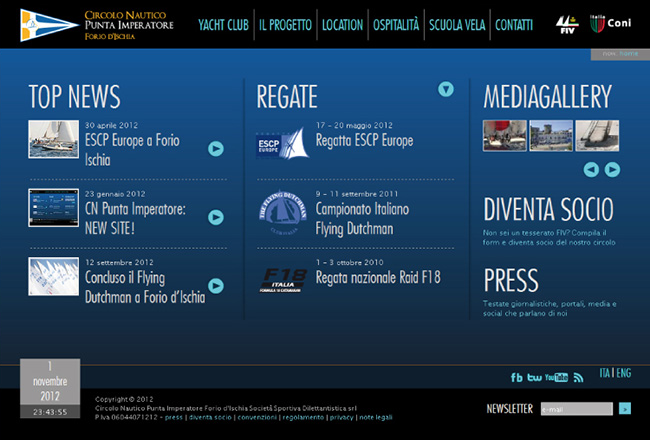 CIRCOLO NAUTICO
PUNTA IMPERATORE
FORIO D'ISCHIA
YACHT CLUB
IL PROGETTO
LOCATION
OSPITALITÀ
SCUOLA VELA
CONTATTI
FIV
Italia
Coni
TOP NEWS
30 aprile 2012
ESCP Europe a Forio
Ischia
23 gennaio 2012
CN Punta Imperatore:
NEW SITE!
12 settembre 2012
Concluso il Flying
Dutchman a Forio d'Ischia
REGATE
17 – 20 maggio 2012
ESCP
EUROPE
Regatta ESCP Europe
9 – 11 settembre 2011
THE FLYING DUTCHMAN
Campionato Italiano
Flying Dutchman
1 – 3 ottobre 2010
F18
ITALIA
FORMULA 18 CATAMARAN
Regata nazionale Raid F18
MEDIAGALLERY
DIVENTA SOCIO
Non sei un tesserato FIV? Compila il
form e diventa socio del nostro circolo
PRESS
Testate giornalistiche, portali, media e
social che parlano di noi
1
novembre
2012
23:43:55
fb tw YouTube
ITA | ENG
Copyright © 2012
Circolo Nautico Punta Imperatore Forio d'Ischia Società Sportiva Dilettantistica srl
P.Iva 06044071212 - press | diventa socio | convenzioni | regolamento | privacy | note legali
NEWSLETTER
e-mail
>